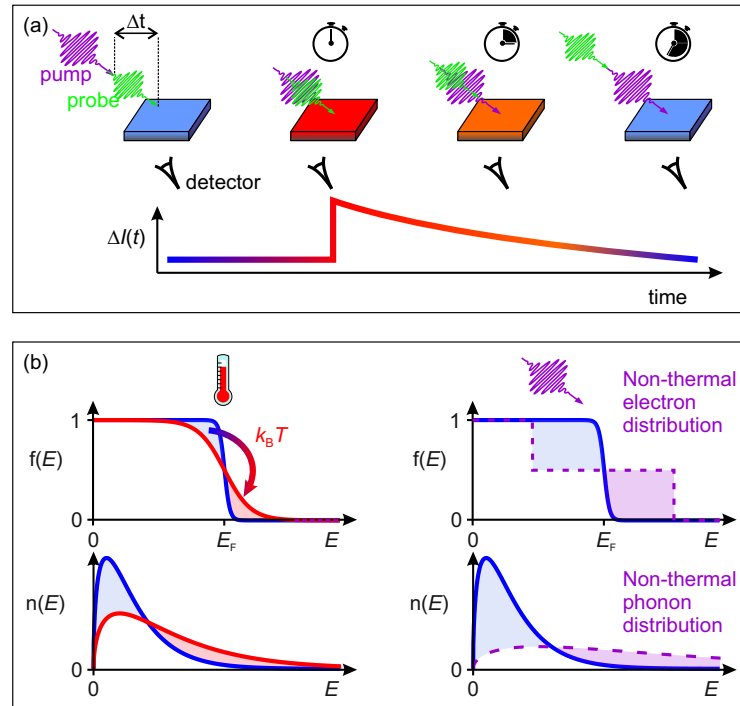 (a)
Δt
pump
probe
detector
ΔI(t)
time
(b)
Non-thermal
electron
distribution
1
k_B T
f(E)
0
0
E_F
E
1
f(E)
0
0
E_F
E
n(E)
0
0
E
Non-thermal
phonon
distribution
n(E)
0
0
E